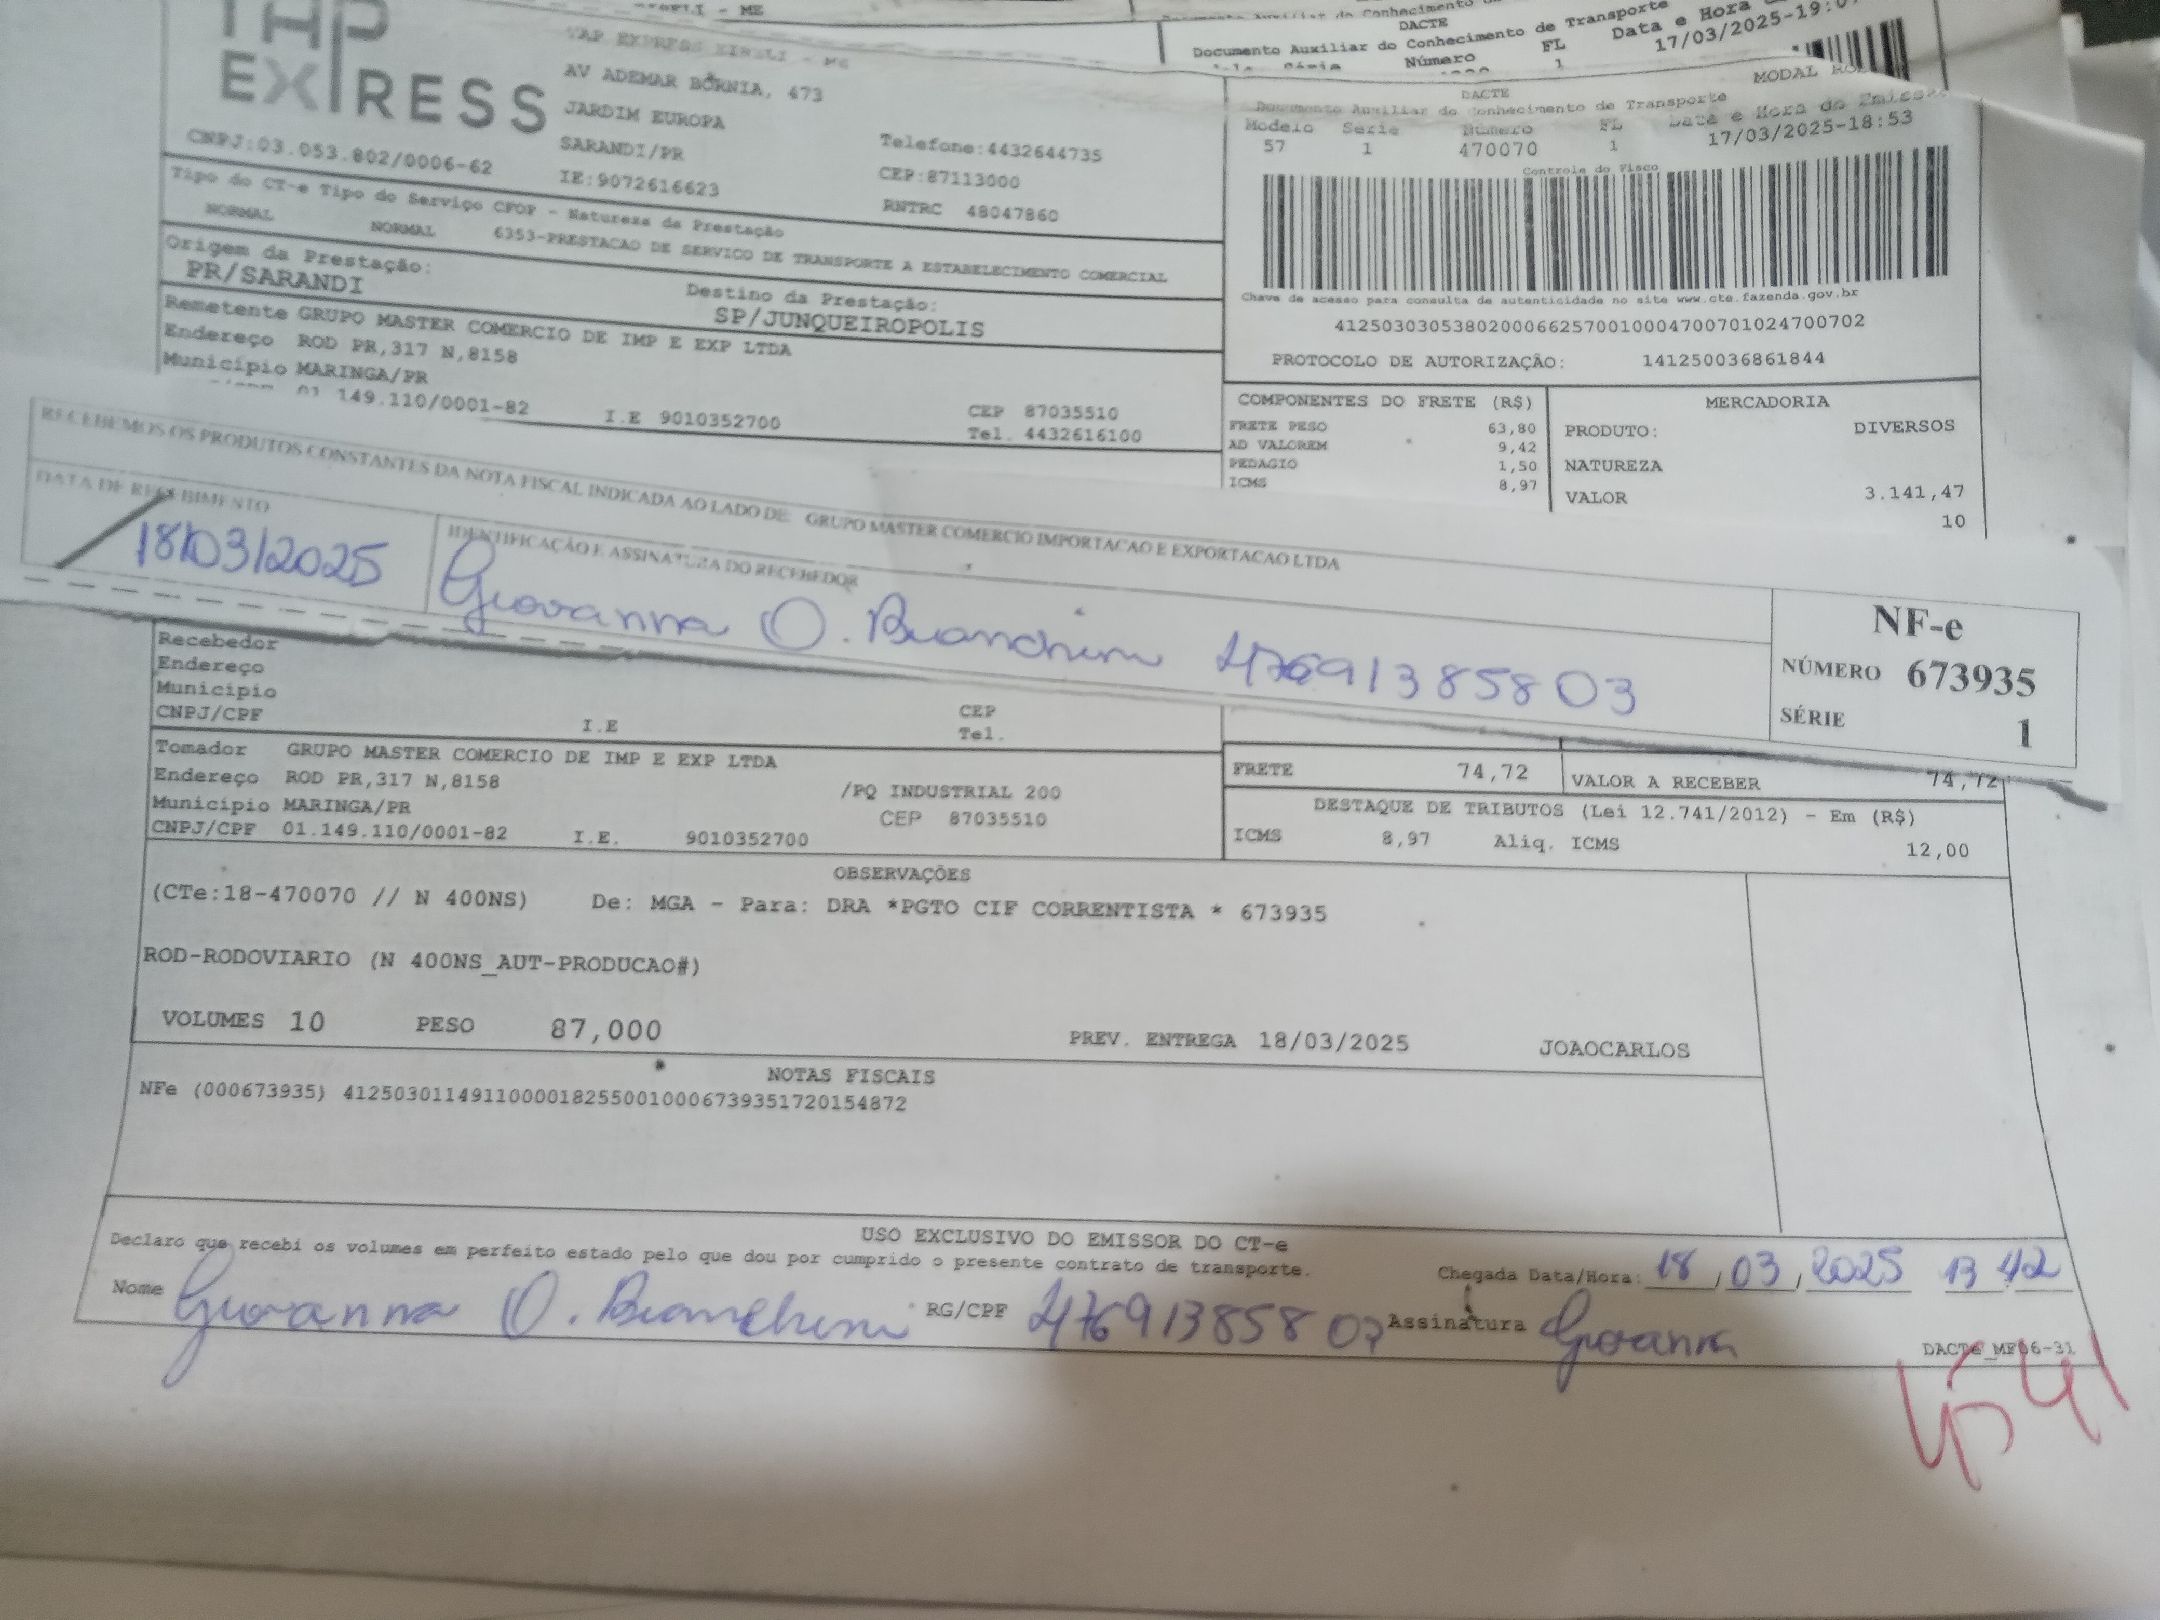 DACTE
Documento Auxiliar do Conhecimento de Transporte
Número FL Data e Hora
1 17/03/2025-19:0
TAP
EXPRESS
TAP EXPRESS EIRELI - ME
AV ADEMAR BORNIA, 473
JARDIM EUROPA
SARANDI/PR
IE:9072616623
Telefone:4432644735
CEP:87113000
RNTRC 48047860
CNPJ:03.053.802/0006-62
Tipo do CT-e Tipo do Serviço CFOP - Natureza da Prestação
NORMAL NORMAL 6353-PRESTACAO DE SERVICO DE TRANSPORTE A ESTABELECIMENTO COMERCIAL
Origem da Prestação:
PR/SARANDI
Destino da Prestação:
SP/JUNQUEIROPOLIS
Remetente GRUPO MASTER COMERCIO DE IMP E EXP LTDA
Endereço ROD PR,317 N,8158
Município MARINGA/PR
01.149.110/0001-82 I.E 9010352700
CEP 87035510
Tel. 4432616100
MODAL
DACTE
Documento Auxiliar do Conhecimento de Transporte
Modelo Serie Número FL Data e Hora de Emissão
57 1 470070 1 17/03/2025-18:53
Controle do Fisco
Chave de acesso para consulta de autenticidade no site www.cte.fazenda.gov.br
41250303053802000662570010004700701024700702
PROTOCOLO DE AUTORIZAÇÃO: 141250036861844
COMPONENTES DO FRETE (R$)
FRETE PESO 63,80
AD VALOREM 9,42
PEDAGIO 1,50
ICMS 8,97
MERCADORIA
PRODUTO: DIVERSOS
NATUREZA
VALOR 3.141,47
10
RECEBEMOS OS PRODUTOS CONSTANTES DA NOTA FISCAL INDICADA AO LADO DE: GRUPO MASTER COMERCIO IMPORTACAO E EXPORTACAO LTDA
DATA DE RECEBIMENTO
18/03/2025
IDENTIFICAÇÃO E ASSINATURA DO RECEBEDOR
Giovanna O. Bianchini 476913858 03
NF-e
NÚMERO 673935
SÉRIE 1
Recebedor
Endereço
Município
CNPJ/CPF I.E
CEP
Tel.
Tomador GRUPO MASTER COMERCIO DE IMP E EXP LTDA
Endereço ROD PR,317 N,8158 /PQ INDUSTRIAL 200
Município MARINGA/PR CEP 87035510
CNPJ/CPF 01.149.110/0001-82 I.E. 9010352700
FRETE 74,72 VALOR A RECEBER 74,72
DESTAQUE DE TRIBUTOS (Lei 12.741/2012) - Em (R$)
ICMS 8,97 Aliq. ICMS 12,00
OBSERVAÇÕES
(CTe:18-470070 // N 400NS) De: MGA - Para: DRA *PGTO CIF CORRENTISTA * 673935
ROD-RODOVIARIO (N 400NS_AUT-PRODUCAO#)
VOLUMES 10 PESO 87,000 PREV. ENTREGA 18/03/2025 JOAOCARLOS
NOTAS FISCAIS
NFe (000673935) 41250301149110000182550010006739351720154872
USO EXCLUSIVO DO EMISSOR DO CT-e
Declaro que recebi os volumes em perfeito estado pelo que dou por cumprido o presente contrato de transporte.
Chegada Data/Hora: 18/03/2025 13 42
Nome Giovanna O. Bianchini RG/CPF 476913858 03 Assinatura Giovanna
DACTE_MF06-31